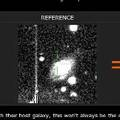 REFERENCE
h their host galaxy, this won't always be the